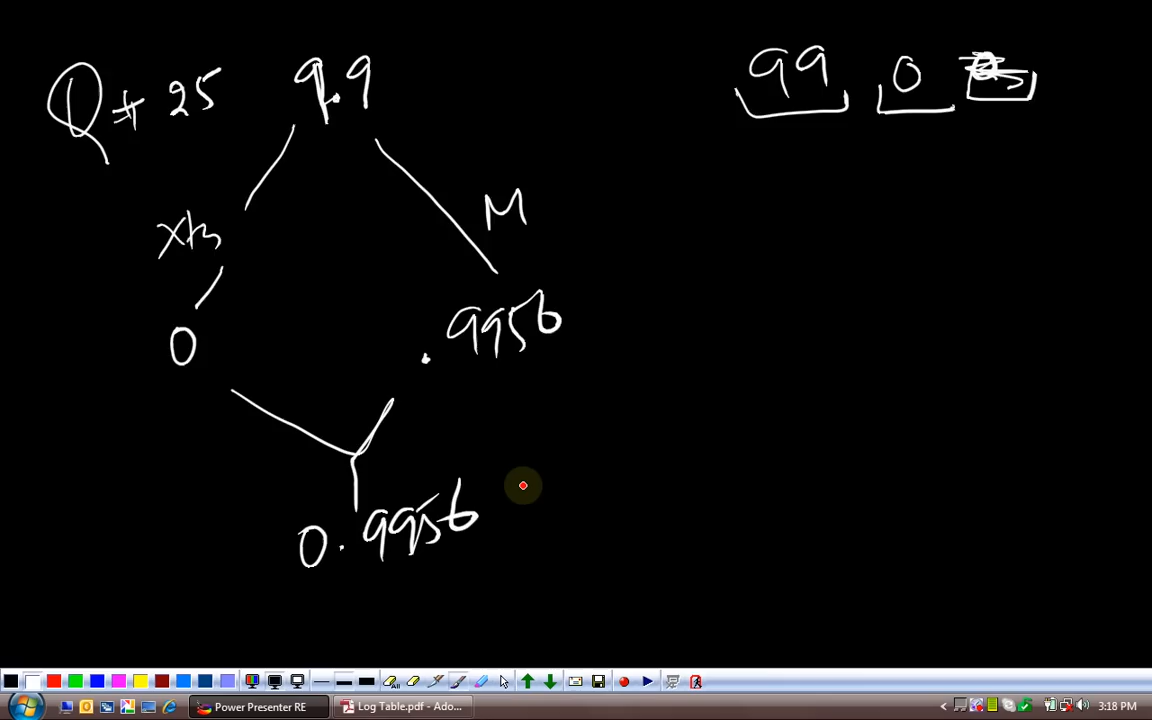 Q # 25 9.9
99 0
M
0 .9956
0.9956
Power Presenter RE
Log Table.pdf - Ado...
3:18 PM